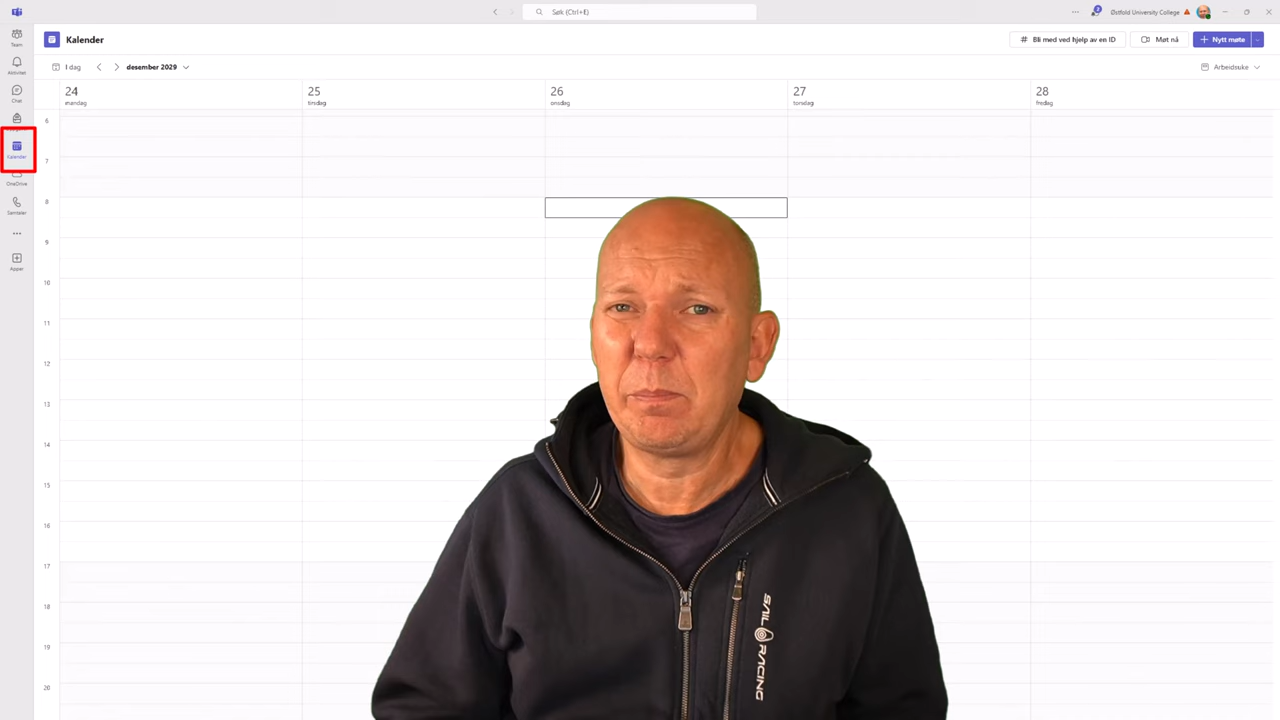 Søk (Ctrl+E)
Østfold University College
Team
Kalender
Bli med ved hjelp av en ID
Møt nå
Nytt møte
Aktivitet
I dag
desember 2029
Arbeidsuke
Chat
24
25
26
27
28
mandag
tirsdag
onsdag
torsdag
fredag
Kalender
OneDrive
Samtaler
Apper
6
7
8
9
10
11
12
13
14
15
16
17
18
19
20
SAIL RACING